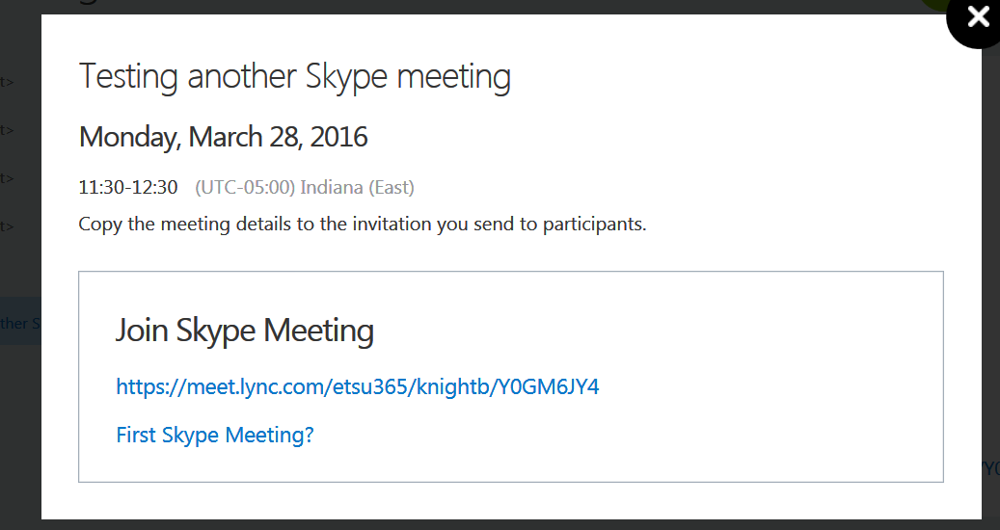 Testing another Skype meeting
Monday, March 28, 2016
11:30-12:30 (UTC-05:00) Indiana (East)
Copy the meeting details to the invitation you send to participants.
t>
t>
t>
t>
ther S
Join Skype Meeting
https://meet.lync.com/etsu365/knightb/Y0GM6JY4
First Skype Meeting?
/Y0